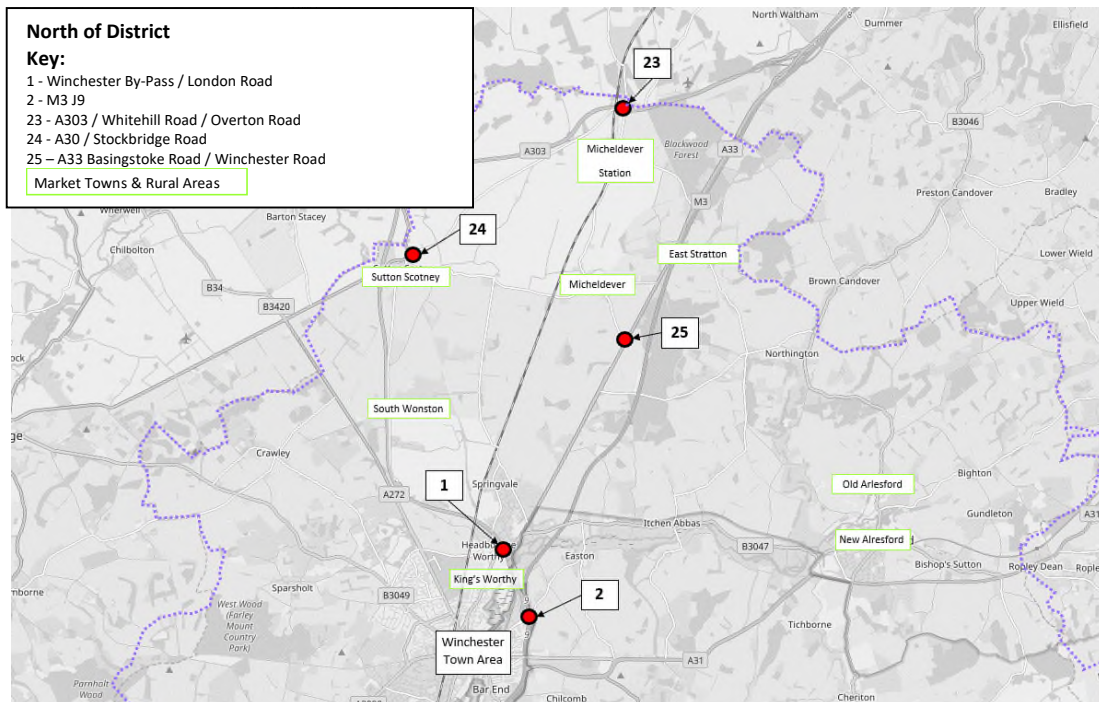 North of District
Key:
1 - Winchester By-Pass / London Road
2 - M3 J9
23 - A303 / Whitehill Road / Overton Road
24 - A30 / Stockbridge Road
25 – A33 Basingstoke Road / Winchester Road
Market Towns & Rural Areas
North Waltham
8
Dummer
Ellisfield
23
B3046
A303
Micheldever
Station
Blackwood
Forest
A33
Preston Candover
Bradley
M3
Barton Stacey
Chilbolton
24
East Stratton
Lower Wield
Sutton Scotney
Micheldever
Brown Candover
B34
B3420
Upper Wield
25
Northington
South Wonston
Crawley
Bighton
Old Arlesford
1
Springvale
A272
Gundleton
A31
Itchen Abbas
New Alresford
Headbourne
Worthy
Easton
B3047
Bishop's Sutton
Ropley Dean
King's Worthy
Sparsholt
B3049
2
West Wood
(Farley
Mount
Country
Park)
Tichborne
Winchester
Town Area
A31
Parnholt
Wood
Bar End
Chilcomb
Cheriton